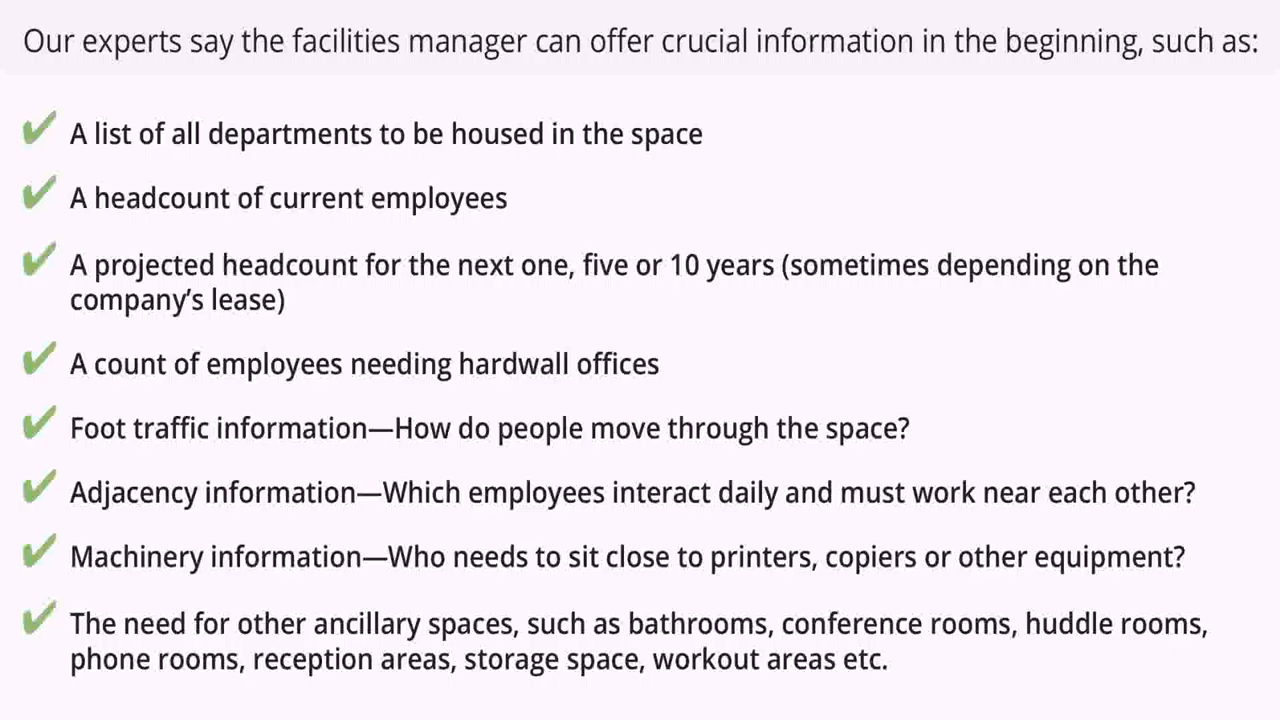 Our experts say the facilities manager can offer crucial information in the beginning, such as:
A list of all departments to be housed in the space
A headcount of current employees
A projected headcount for the next one, five or 10 years (sometimes depending on the
company’s lease)
A count of employees needing hardwall offices
Foot traffic information—How do people move through the space?
Adjacency information—Which employees interact daily and must work near each other?
Machinery information—Who needs to sit close to printers, copiers or other equipment?
The need for other ancillary spaces, such as bathrooms, conference rooms, huddle rooms,
phone rooms, reception areas, storage space, workout areas etc.